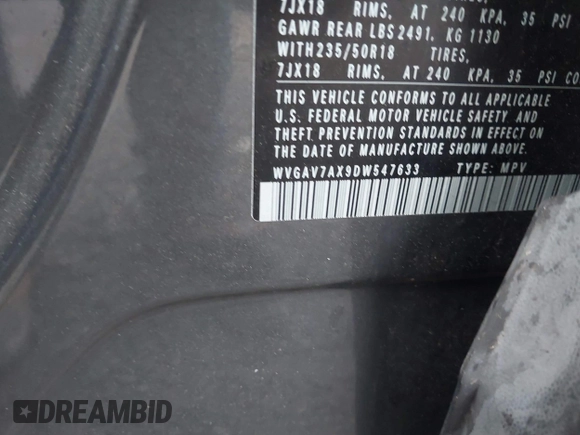 7JX18 RIMS, AT 240 KPA, 35 PSI
GAWR REAR LBS2491, KG 1130
WITH235/50R18 TIRES,
7JX18 RIMS, AT 240 KPA, 35 PSI CO
THIS VEHICLE CONFORMS TO ALL APPLICABLE
U.S. FEDERAL MOTOR VEHICLE SAFETY AND
THEFT PREVENTION STANDARDS IN EFFECT ON
THE DATE OF MANUFACTURE SHOWN ABOVE.
WVGAV7AX9DW547633 TYPE: MPV
DREAMBID